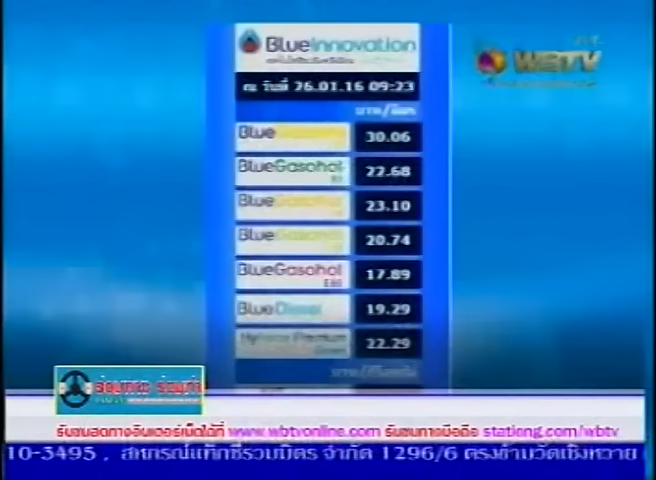 BlueInnovation
WBTV
ณ วันที่ 26.01.16 09:23
บาท/ลิตร
Blue
30.06
BlueGasohol
22.68
BlueGasohol
23.10
BlueGasohol
20.74
BlueGasohol
E85
17.89
BlueDiesel
19.29
HyForce Premium
Diesel
22.29
รับชมสดทางอินเตอร์เน็ตได้ที่ www.wbtvonline.com รับชมทางมือถือ stationg.com/wbtv
10-3495 , สหกรณ์แท็กซี่รวมมิตร จำกัด 1296/6 ตรงข้ามวัดเชิงหวาย